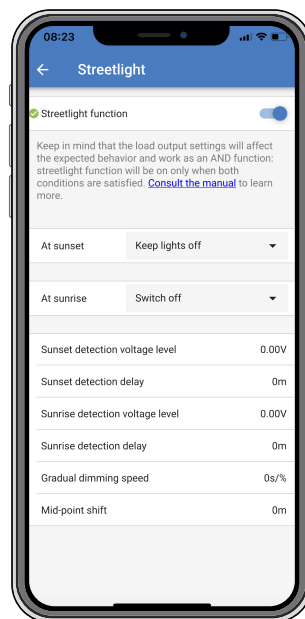 08:23
Streetlight
Streetlight function
Keep in mind that the load output settings will affect
the expected behavior and work as an AND function:
streetlight function will be on only when both
conditions are satisfied. Consult the manual to learn
more.
At sunset Keep lights off
At sunrise Switch off
Sunset detection voltage level 0.00V
Sunset detection delay 0m
Sunrise detection voltage level 0.00V
Sunrise detection delay 0m
Gradual dimming speed 0s/%
Mid-point shift 0m